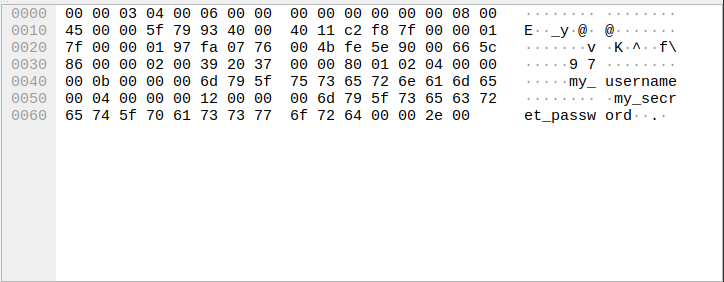 0000 00 00 03 04 00 06 00 00 00 00 00 00 00 00 08 00 ········ ········
0010 45 00 00 5f 79 93 40 00 40 11 c2 f8 7f 00 00 01 E··_y·@· @·······
0020 7f 00 00 01 97 fa 07 76 00 4b fe 5e 90 00 66 5c ·······v ·K·^··f\
0030 86 00 00 02 00 39 20 37 00 00 80 01 02 04 00 00 ·····9 7 ········
0040 00 0b 00 00 00 6d 79 5f 75 73 65 72 6e 61 6d 65 ·····my_ username
0050 00 04 00 00 00 12 00 00 00 6d 79 5f 73 65 63 72 ········ ·my_secr
0060 65 74 5f 70 61 73 73 77 6f 72 64 00 00 2e 00 et_passw ord··.·